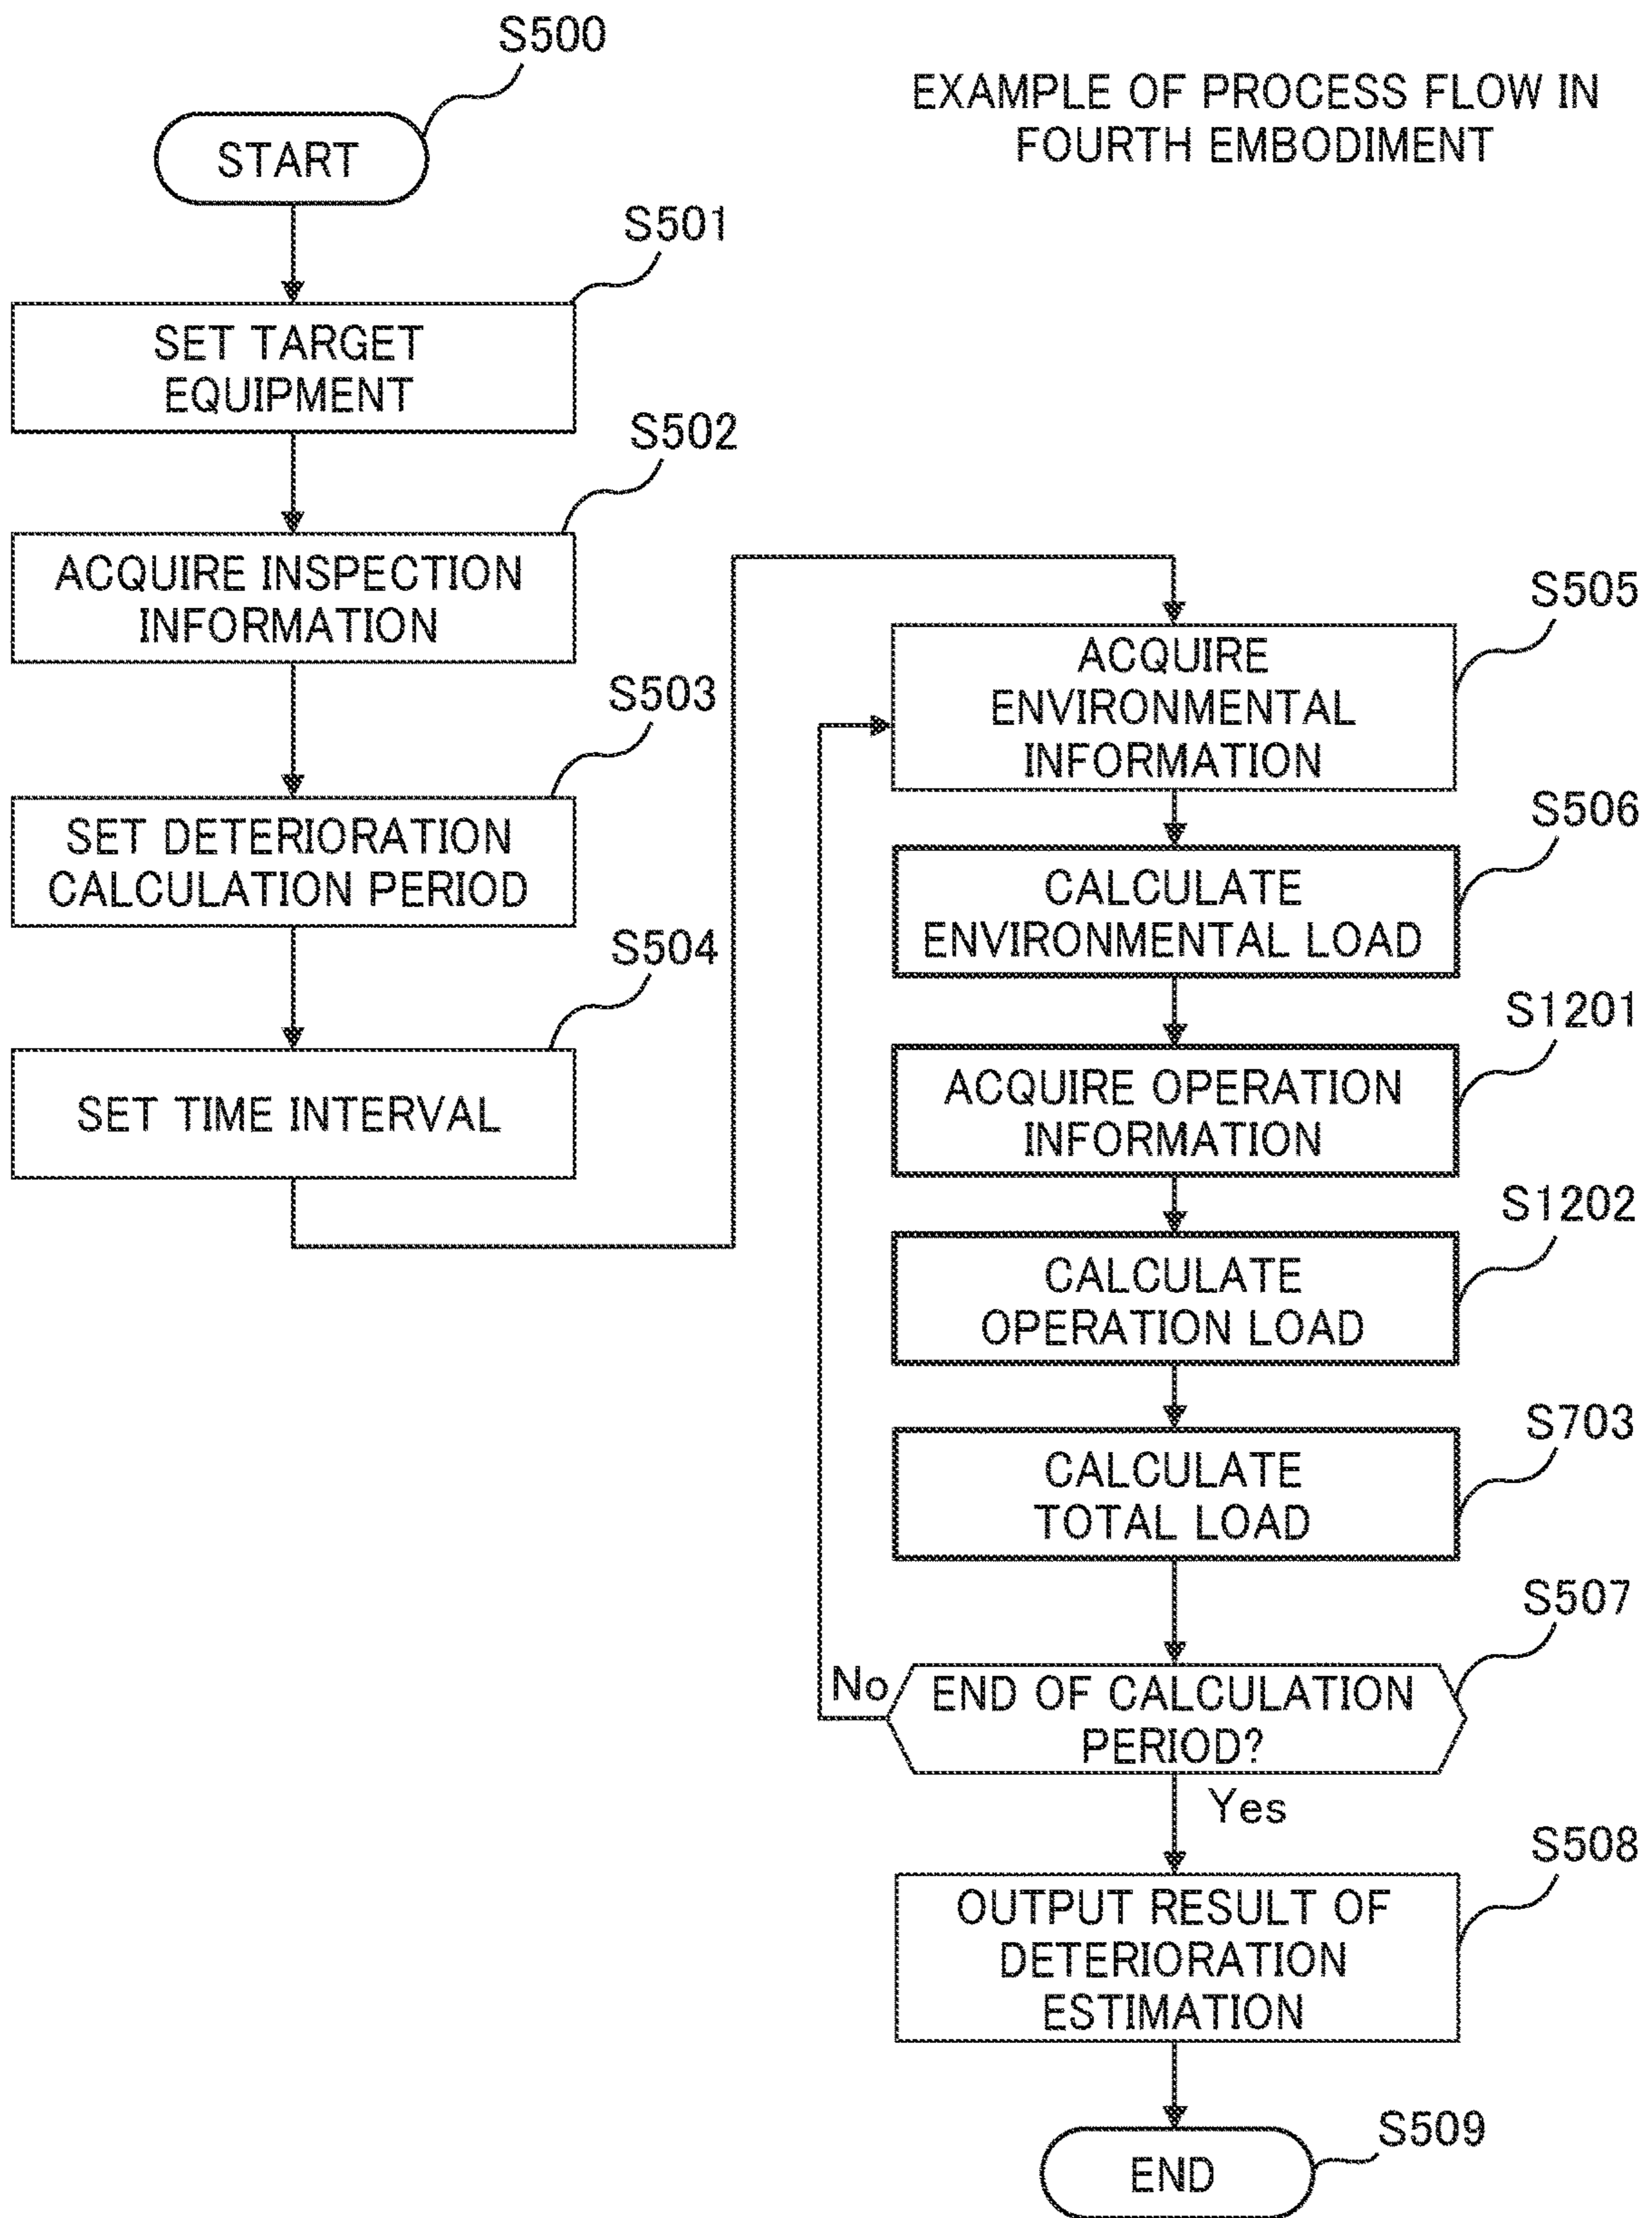 EXAMPLE OF PROCESS FLOW IN
FOURTH EMBODIMENT
S500
START
S501
SET TARGET
EQUIPMENT
S502
ACQUIRE INSPECTION
INFORMATION
S503
SET DETERIORATION
CALCULATION PERIOD
S504
SET TIME INTERVAL
S505
ACQUIRE
ENVIRONMENTAL
INFORMATION
S506
CALCULATE
ENVIRONMENTAL LOAD
S1201
ACQUIRE OPERATION
INFORMATION
S1202
CALCULATE
OPERATION LOAD
S703
CALCULATE
TOTAL LOAD
S507
No
END OF CALCULATION
PERIOD?
Yes
S508
OUTPUT RESULT OF
DETERIORATION
ESTIMATION
S509
END